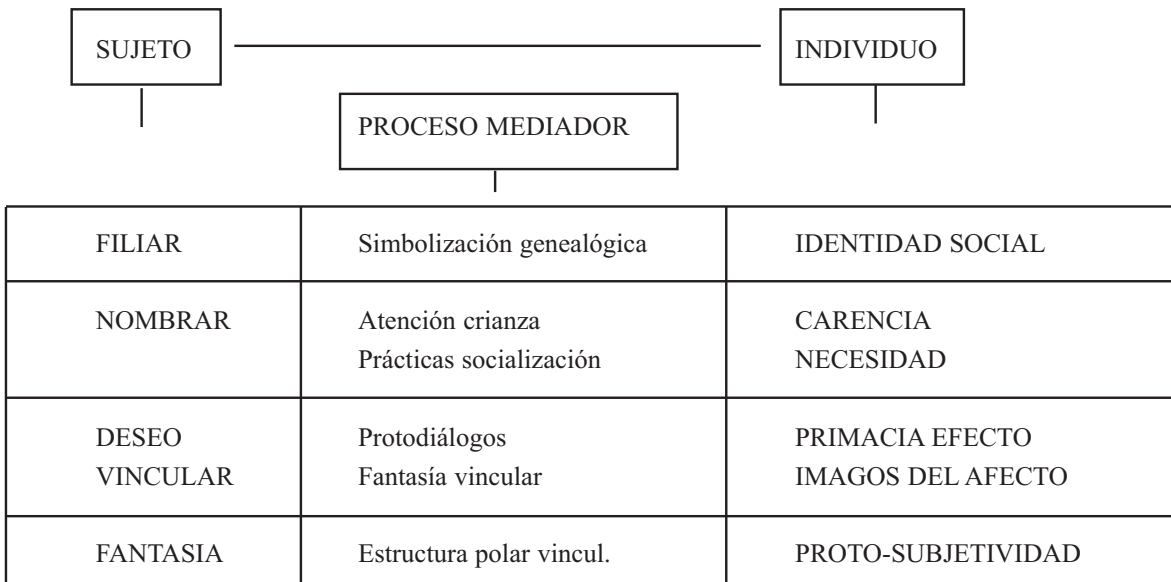 SUJETO
INDIVIDUO
PROCESO MEDIADOR
FILIAR Simbolización genealógica IDENTIDAD SOCIAL
NOMBRAR Atención crianza CARENCIA
Prácticas socialización NECESIDAD
DESEO Protodiálogos PRIMACIA EFECTO
VINCULAR Fantasía vincular IMAGOS DEL AFECTO
FANTASIA Estructura polar vincul. PROTO-SUBJETIVIDAD